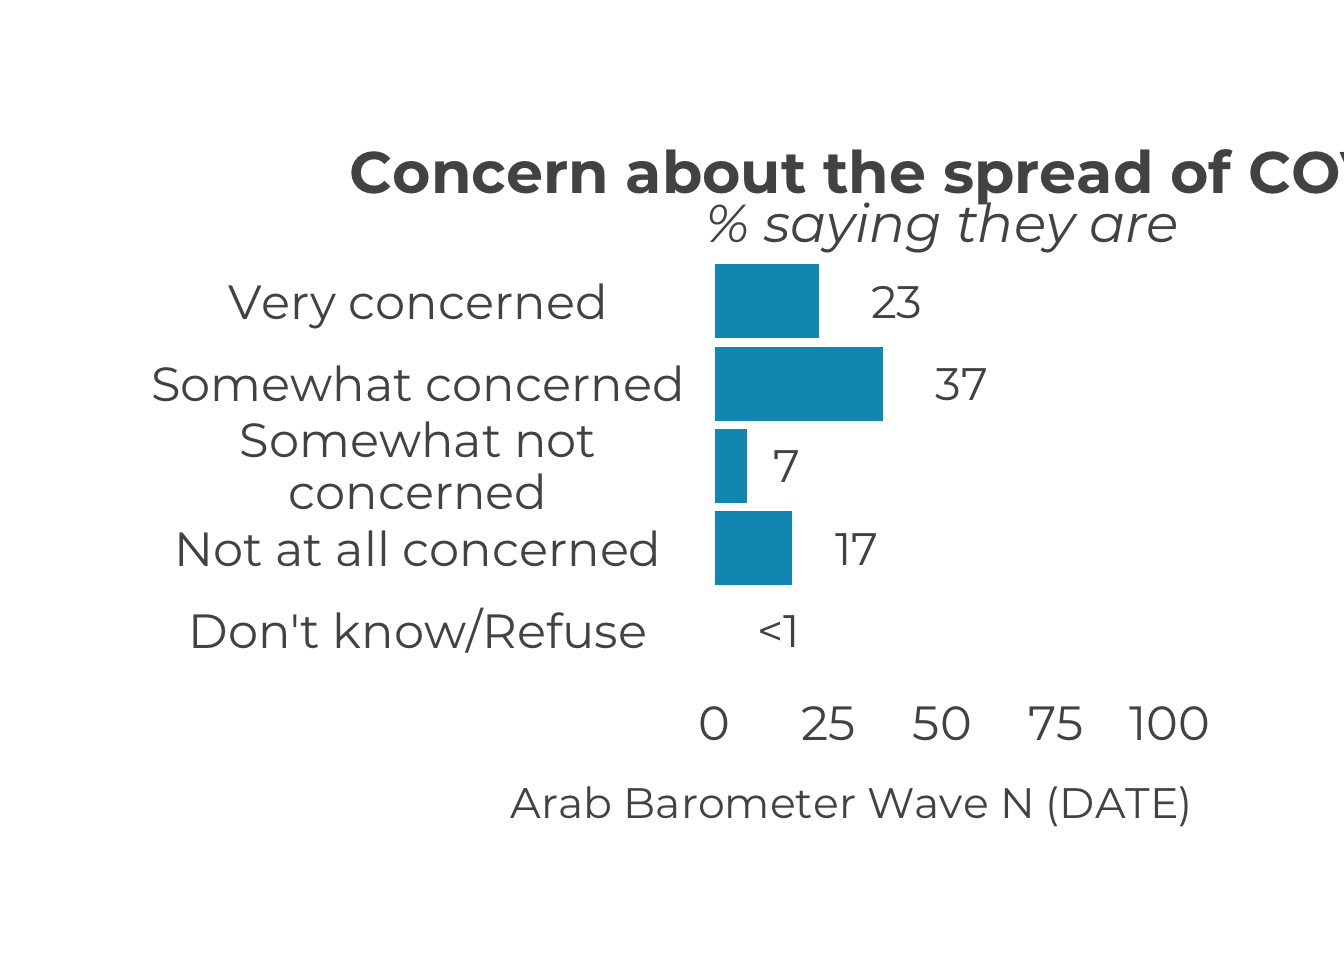 Concern about the spread of CO
% saying they are
Very concerned 23
Somewhat concerned 37
Somewhat not
concerned 7
Not at all concerned 17
Don't know/Refuse <1
0 25 50 75 100
Arab Barometer Wave N (DATE)